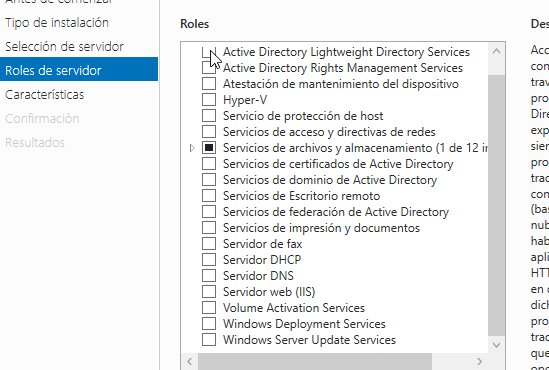 Antes de comenzar
Tipo de instalación
Selección de servidor
Roles de servidor
Características
Confirmación
Resultados
Roles
Active Directory Lightweight Directory Services
Active Directory Rights Management Services
Atestación de mantenimiento del dispositivo
Hyper-V
Servicio de protección de host
Servicios de acceso y directivas de redes
Servicios de archivos y almacenamiento (1 de 12 in
Servicios de certificados de Active Directory
Servicios de dominio de Active Directory
Servicios de Escritorio remoto
Servicios de federación de Active Directory
Servicios de impresión y documentos
Servidor de fax
Servidor DHCP
Servidor DNS
Servidor web (IIS)
Volume Activation Services
Windows Deployment Services
Windows Server Update Services
Des
Acc
con
trav
pro
Dire
exp
sier
pro
trad
con
(bas
nub
hab
apli
HTT
en c
dich
pro
trad
que